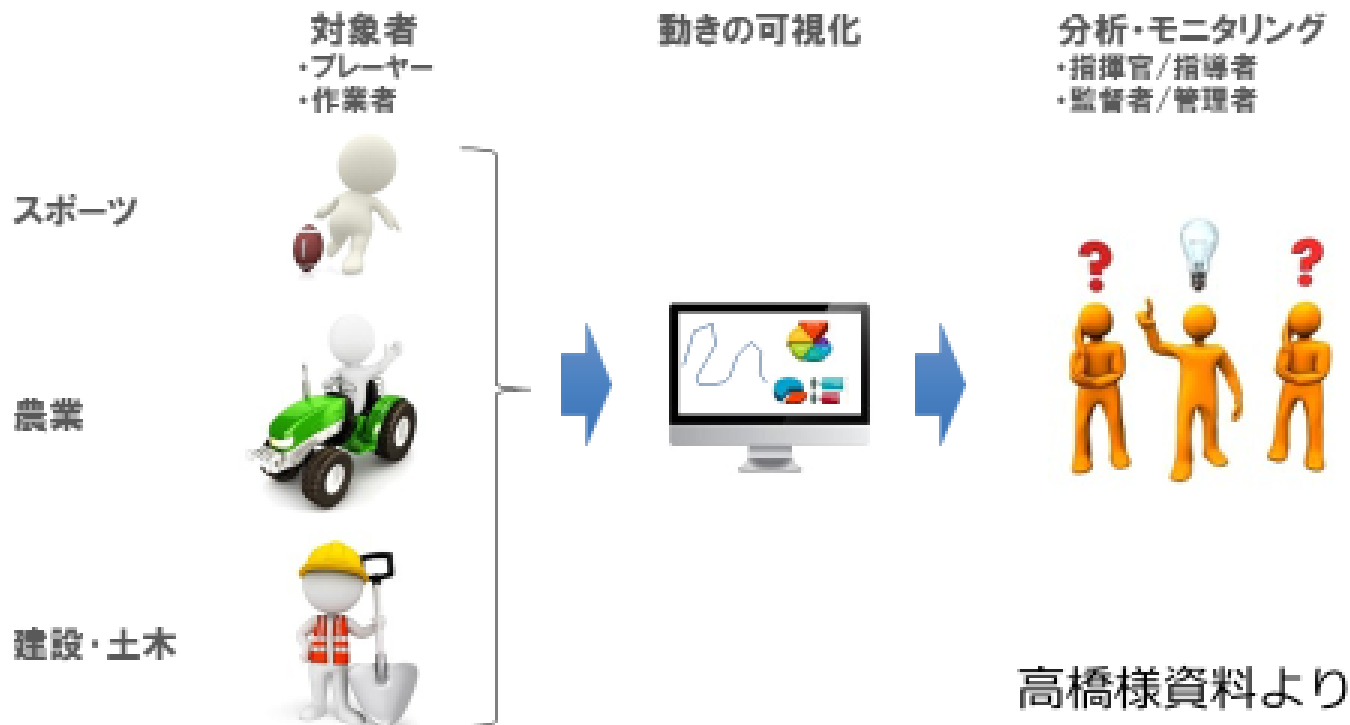 対象者
・プレーヤー
・作業者
動きの可視化
分析・モニタリング
・指揮官/指導者
・監督者/管理者
スポーツ
農業
建設・土木
? ?
高橋様資料より